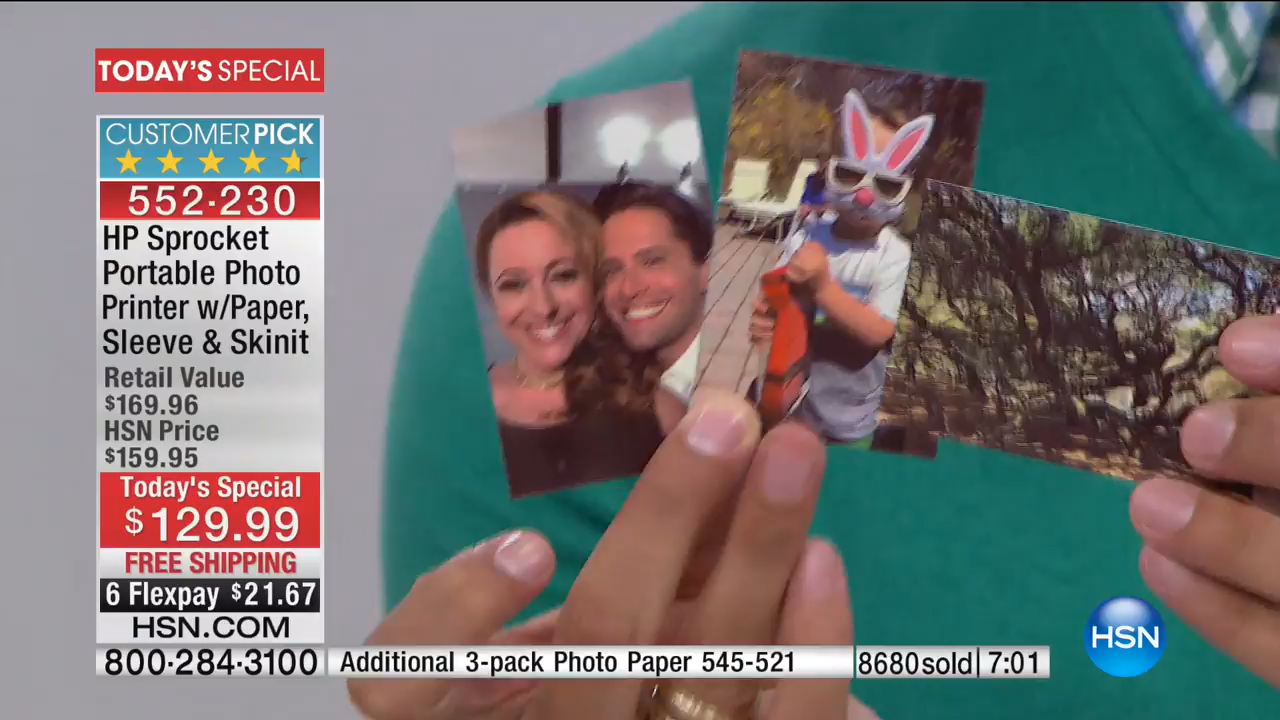 TODAY'S SPECIAL
CUSTOMER PICK
552·230
HP Sprocket
Portable Photo
Printer w/Paper,
Sleeve & Skinit
Retail Value
$169.96
HSN Price
$159.95
Today's Special
$129.99
FREE SHIPPING
6 Flexpay $21.67
HSN.COM
800·284·3100 Additional 3-pack Photo Paper 545-521 8680 sold 7:01
HSN